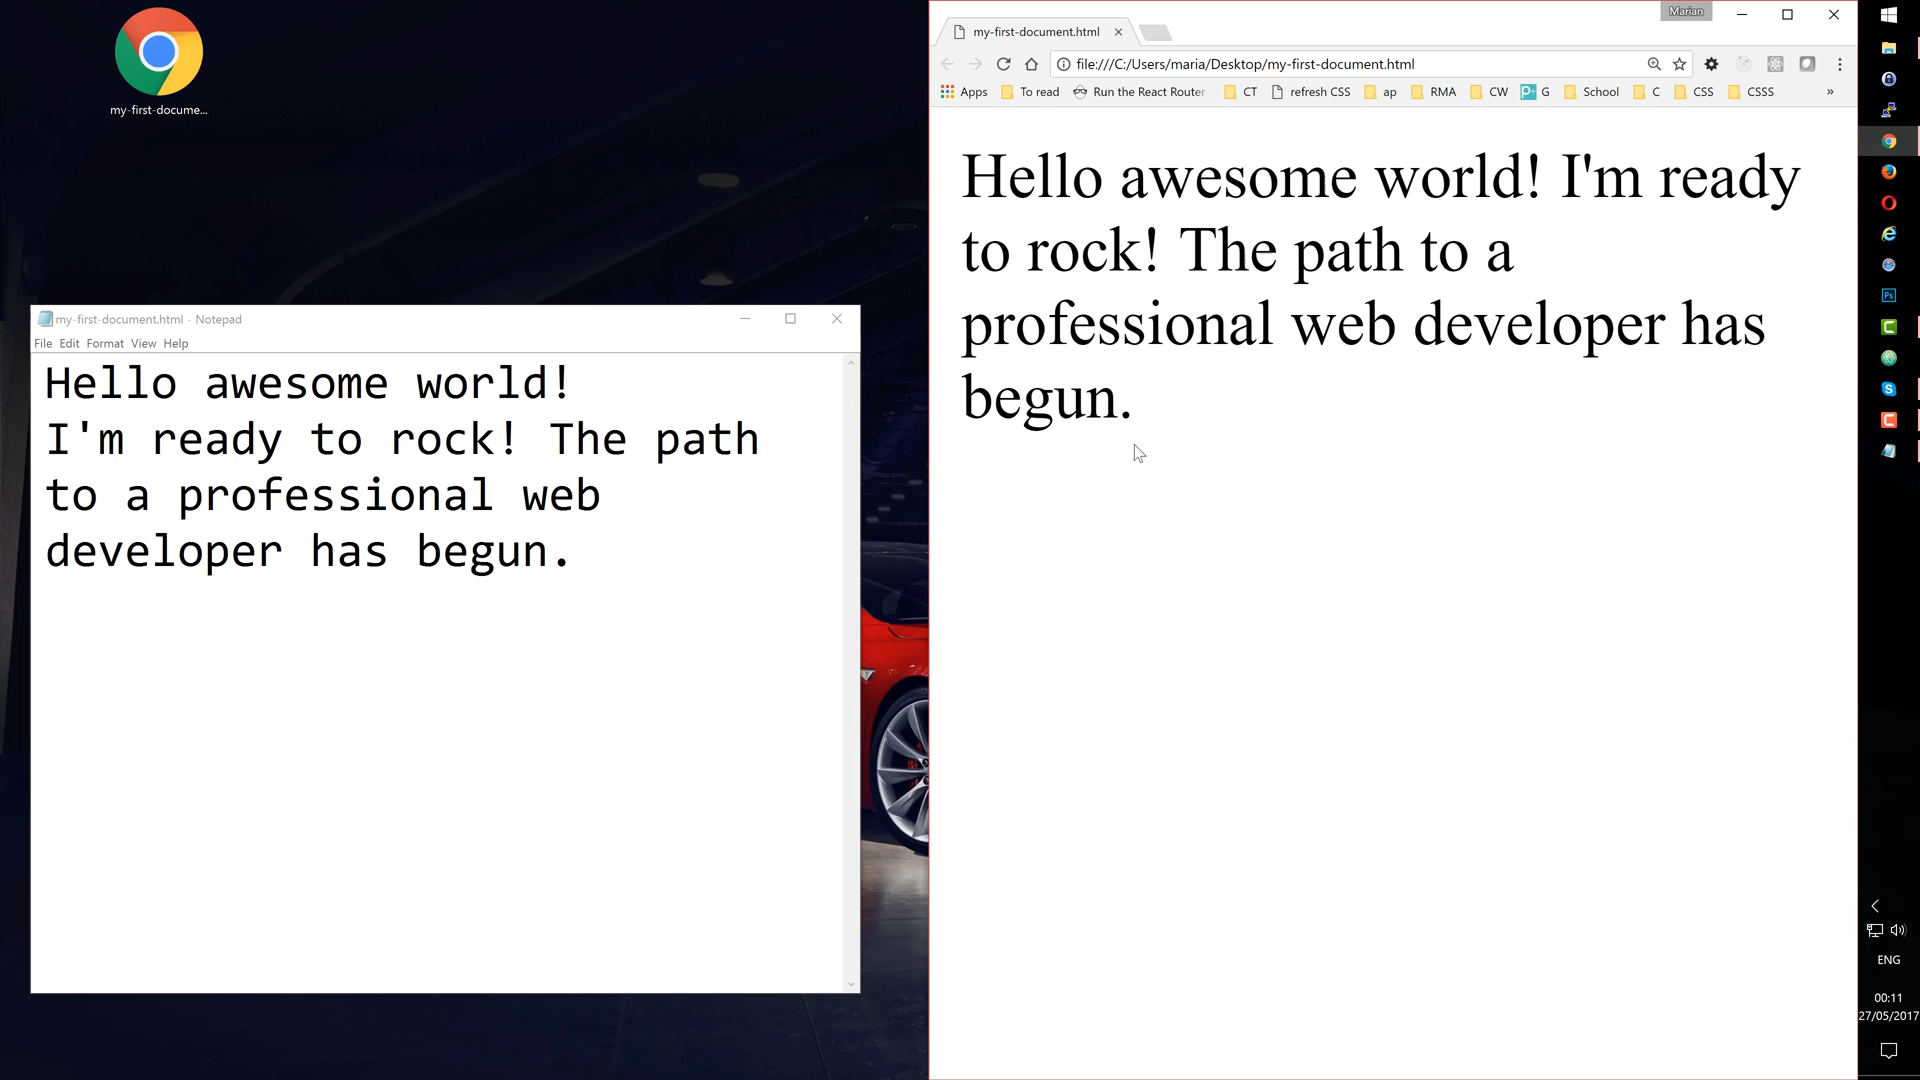 my-first-docume...
my-first-document.html - Notepad
File Edit Format View Help
Hello awesome world!
I'm ready to rock! The path
to a professional web
developer has begun.
Marian
my-first-document.html
file:///C:/Users/maria/Desktop/my-first-document.html
Apps To read Run the React Router CT refresh CSS ap RMA CW G School C CSS CSSS »
Hello awesome world! I'm ready
to rock! The path to a
professional web developer has
begun.
Ps
ENG
00:11
27/05/2017